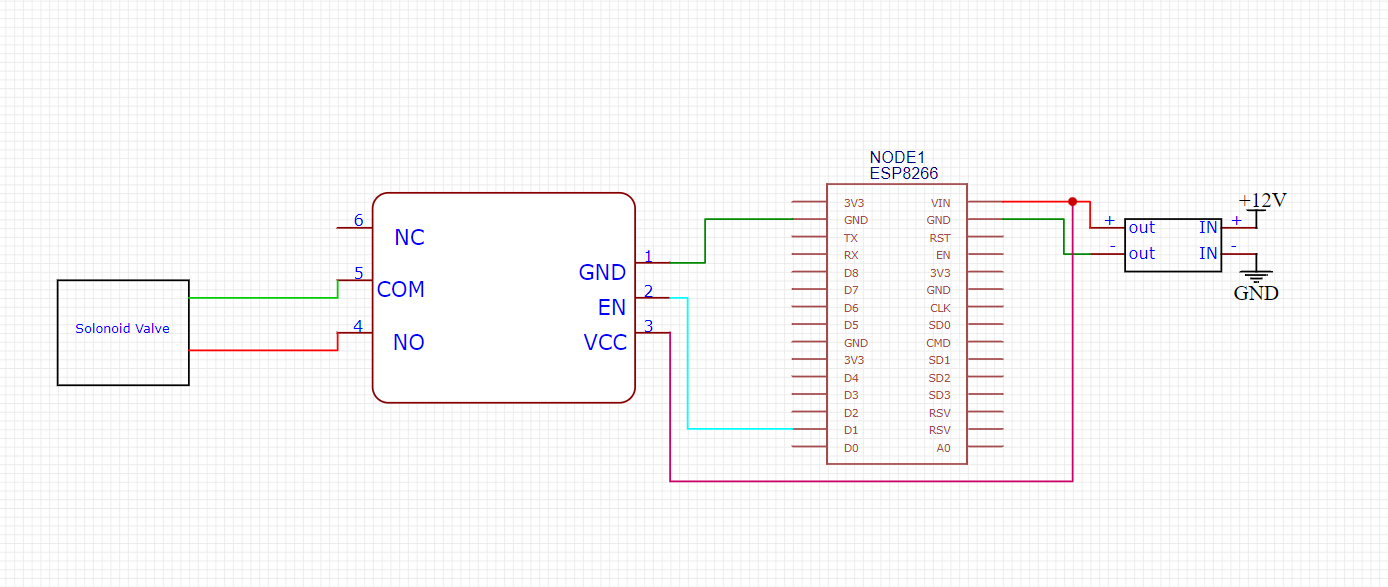 Solonoid Valve
6
NC
5
COM
4
NO
1
GND
2
EN
3
VCC
NODE1
ESP8266
3V3
GND
TX
RX
D8
D7
D6
D5
GND
3V3
D4
D3
D2
D1
D0
VIN
GND
RST
EN
3V3
GND
CLK
SD0
CMD
SD1
SD2
SD3
RSV
RSV
A0
+ out IN +
- out IN -
+12V
GND